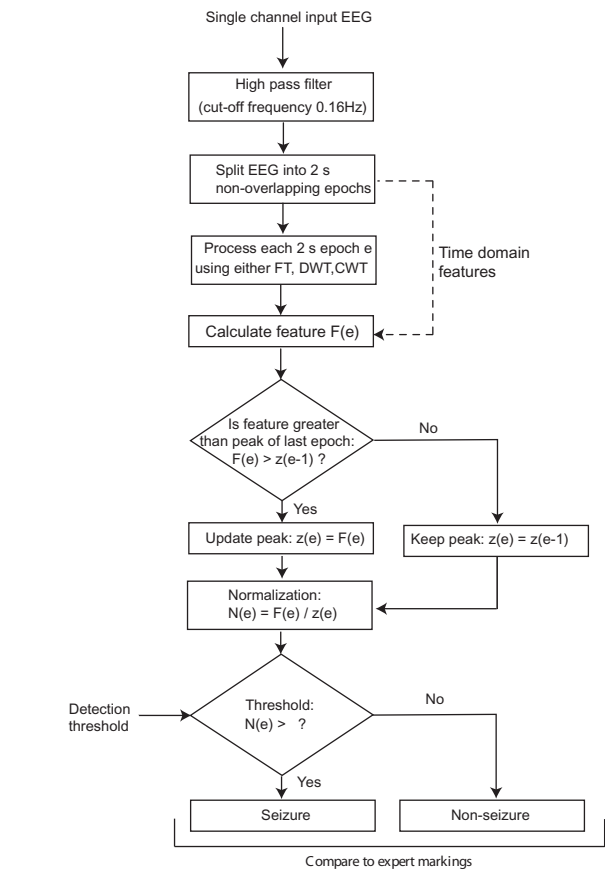 Single channel input EEG
High pass filter
(cut-off frequency 0.16Hz)
Split EEG into 2 s
non-overlapping epochs
Process each 2 s epoch e
using either FT, DWT,CWT
Time domain
features
Calculate feature F(e)
Is feature greater
than peak of last epoch:
F(e) > z(e-1) ?
No
Yes
Update peak: z(e) = F(e)
Keep peak: z(e) = z(e-1)
Normalization:
N(e) = F(e) / z(e)
Detection
threshold
Threshold:
N(e) > ?
No
Yes
Seizure
Non-seizure
Compare to expert markings